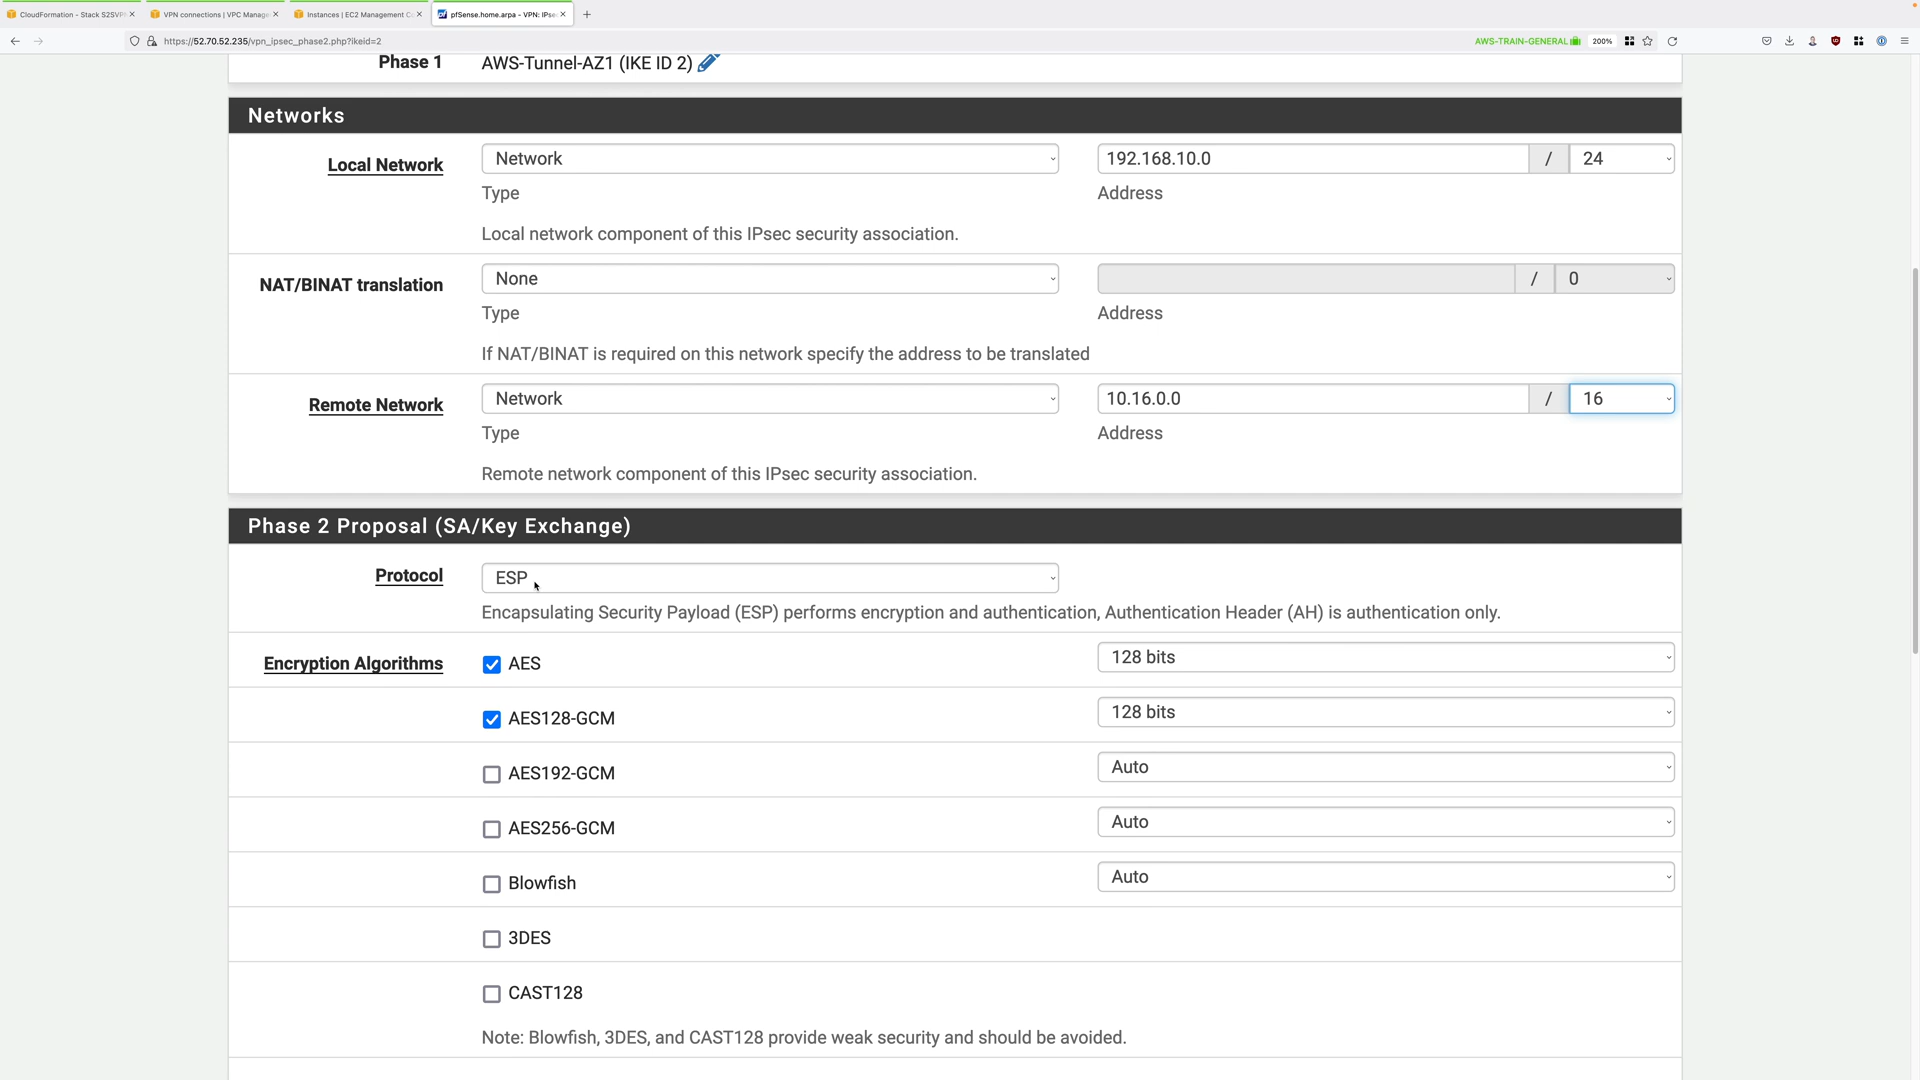 CloudFormation - Stack S2SVP
VPN connections | VPC Manage
Instances | EC2 Management C
pfSense.home.arpa - VPN: IPse
https://52.70.52.235/vpn_ipsec_phase2.php?ikeid=2
AWS-TRAIN-GENERAL
200%
Phase 1
AWS-Tunnel-AZ1 (IKE ID 2)
Networks
Local Network
Network
192.168.10.0
/
24
Type
Address
Local network component of this IPsec security association.
NAT/BINAT translation
None
/
0
Type
Address
If NAT/BINAT is required on this network specify the address to be translated
Remote Network
Network
10.16.0.0
/
16
Type
Address
Remote network component of this IPsec security association.
Phase 2 Proposal (SA/Key Exchange)
Protocol
ESP
Encapsulating Security Payload (ESP) performs encryption and authentication, Authentication Header (AH) is authentication only.
Encryption Algorithms
AES
128 bits
AES128-GCM
128 bits
AES192-GCM
Auto
AES256-GCM
Auto
Blowfish
Auto
3DES
CAST128
Note: Blowfish, 3DES, and CAST128 provide weak security and should be avoided.